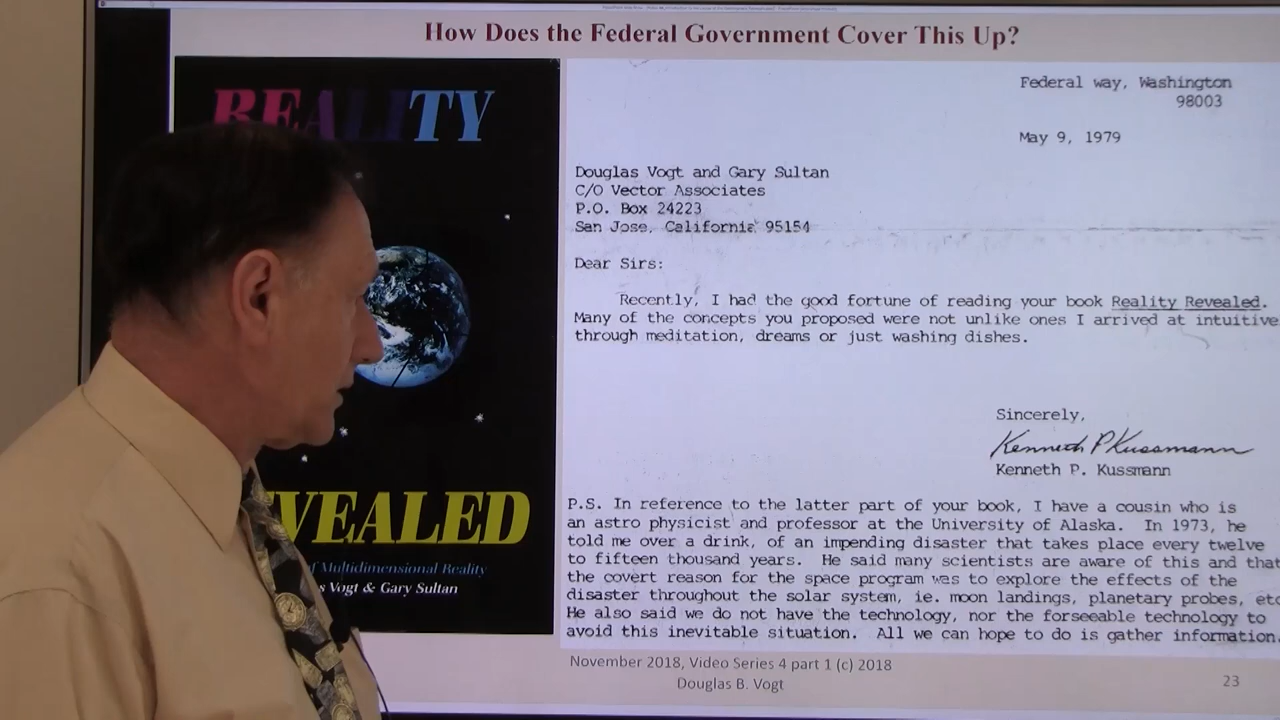 How Does the Federal Government Cover This Up?
REALITY
VEALED
f Multidimensional Reality
s Vogt & Gary Sultan
Federal way, Washington
98003
May 9, 1979
Douglas Vogt and Gary Sultan
C/O Vector Associates
P.O. Box 24223
San Jose, California 95154
Dear Sirs:
Recently, I had the good fortune of reading your book Reality Revealed.
Many of the concepts you proposed were not unlike ones I arrived at intuitive
through meditation, dreams or just washing dishes.
Sincerely,
Kenneth P Kussmann
Kenneth P. Kussmann
P.S. In reference to the latter part of your book, I have a cousin who is
an astro physicist and professor at the University of Alaska. In 1973, he
told me over a drink, of an impending disaster that takes place every twelve
to fifteen thousand years. He said many scientists are aware of this and that
the covert reason for the space program was to explore the effects of the
disaster throughout the solar system, ie. moon landings, planetary probes, etc
He also said we do not have the technology, nor the forseeable technology to
avoid this inevitable situation. All we can hope to do is gather information.
November 2018, Video Series 4 part 1 (c) 2018
Douglas B. Vogt
23